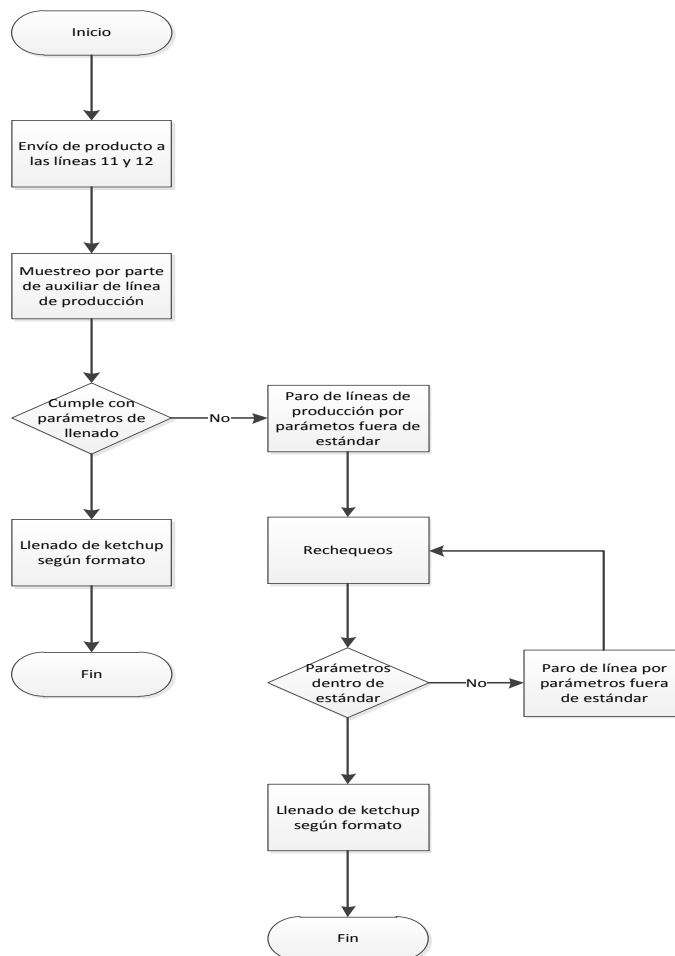 Inicio
Envío de producto a
las líneas 11 y 12
Muestreo por parte
de auxiliar de línea
de producción
Cumple con
parámetros de
llenado
No
Paro de líneas de
producción por
parámetos fuera de
estándar
Llenado de ketchup
según formato
Fin
Rechequeos
Parámetros
dentro de
estándar
No
Paro de línea por
parámetros fuera
de estándar
Llenado de ketchup
según formato
Fin